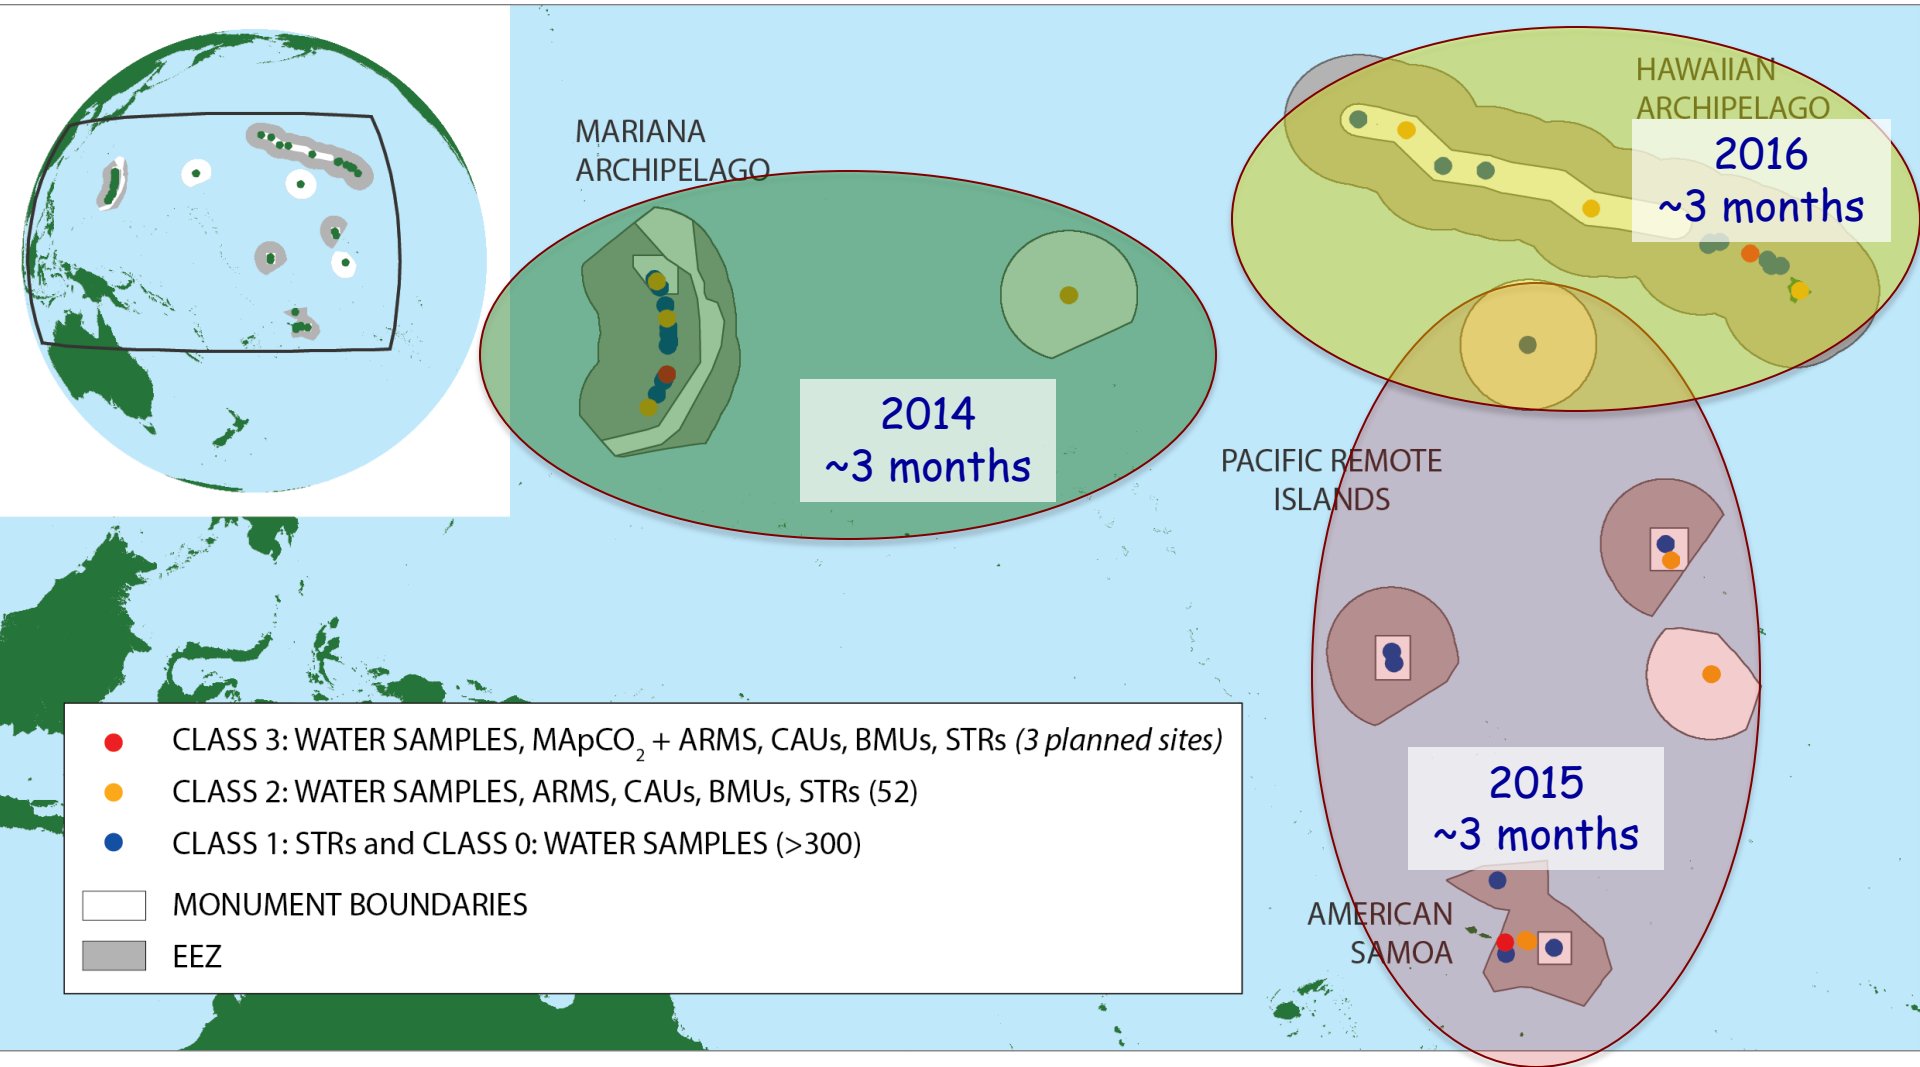 MARIANA
ARCHIPELAGO
HAWAIIAN
ARCHIPELAGO
2016
~3 months
2014
~3 months
PACIFIC REMOTE
ISLANDS
2015
~3 months
AMERICAN
SAMOA
CLASS 3: WATER SAMPLES, MApCO₂ + ARMS, CAUs, BMUs, STRs (3 planned sites)
CLASS 2: WATER SAMPLES, ARMS, CAUs, BMUs, STRs (52)
CLASS 1: STRs and CLASS 0: WATER SAMPLES (>300)
MONUMENT BOUNDARIES
EEZ